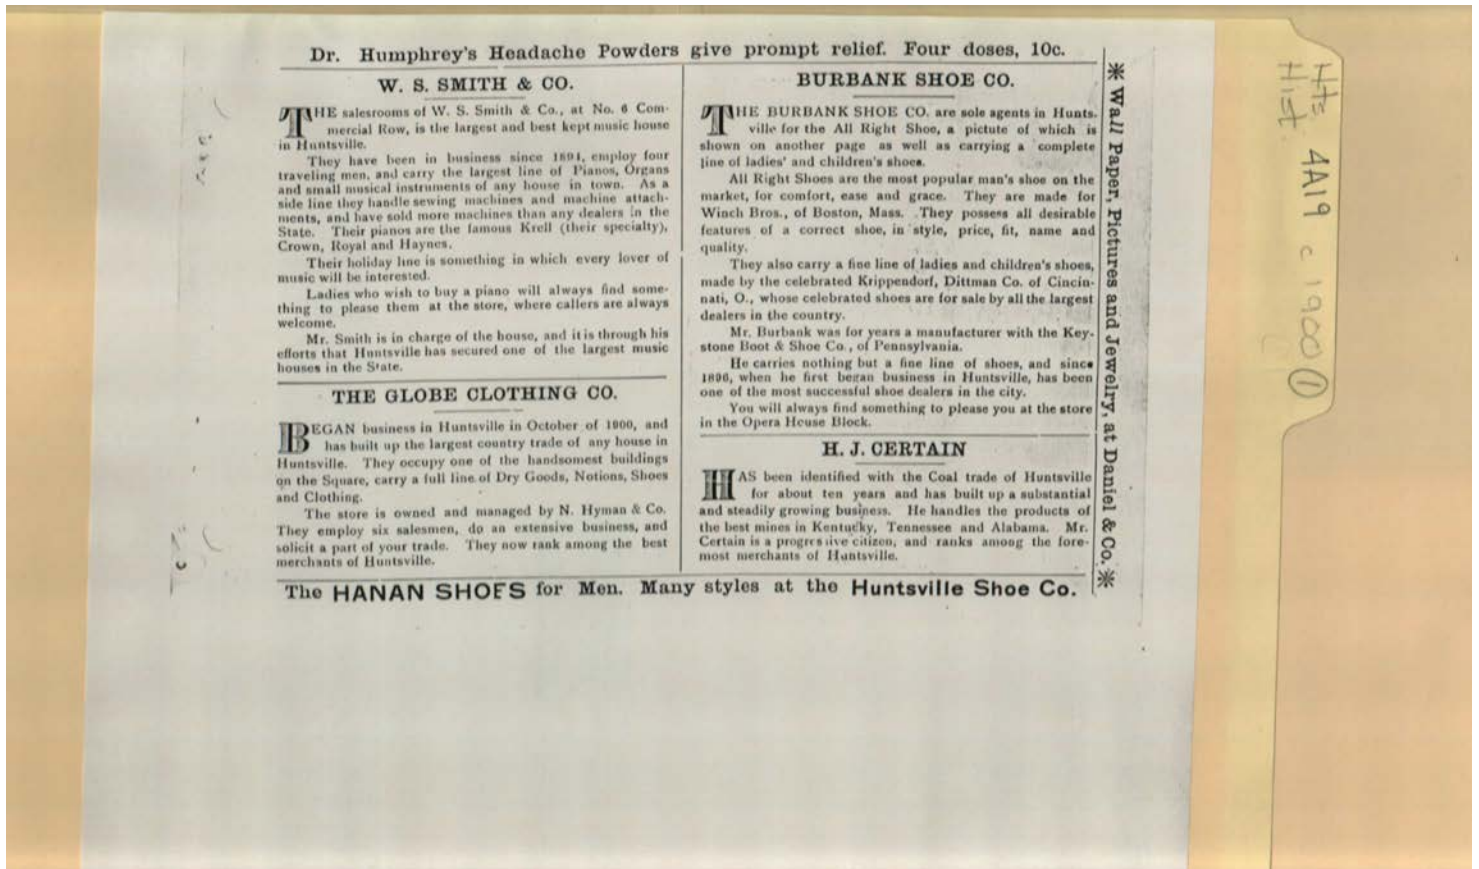 Dr. Humphrey's Headache Powders give prompt relief. Four doses, 10c.
W. S. SMITH & CO.
THE salesrooms of W. S. Smith & Co., at No. 6 Com-
mercial Row, is the largest and best kept music house
in Huntsville.
They have been in business since 1894, employ four
traveling men, and carry the largest line of Pianos, Organs
and small musical instruments of any house in town. As a
side line they handle sewing machines and machine attach-
ments, and have sold more machines than any dealers in the
State. Their pianos are the famous Krell (their specialty),
Crown, Royal and Haynes.
Their holiday line is something in which every lover of
music will be interested.
Ladies who wish to buy a piano will always find some-
thing to please them at the store, where callers are always
welcome.
Mr. Smith is in charge of the house, and it is through his
efforts that Huntsville has secured one of the largest music
houses in the State.
THE GLOBE CLOTHING CO.
BEGAN business in Huntsville in October of 1900, and
has built up the largest country trade of any house in
Huntsville. They occupy one of the handsomest buildings
on the Square, carry a full line of Dry Goods, Notions, Shoes
and Clothing.
The store is owned and managed by N. Hyman & Co.
They employ six salesmen, do an extensive business, and
solicit a part of your trade. They now rank among the best
merchants of Huntsville.
BURBANK SHOE CO.
THE BURBANK SHOE CO. are sole agents in Hunts-
ville for the All Right Shoe, a pictute of which is
shown on another page as well as carrying a complete
line of ladies' and children's shoes.
All Right Shoes are the most popular man's shoe on the
market, for comfort, ease and grace. They are made for
Winch Bros., of Boston, Mass. They possess all desirable
features of a correct shoe, in style, price, fit, name and
quality.
They also carry a fine line of ladies and children's shoes,
made by the celebrated Krippendorf, Dittman Co. of Cincin-
nati, O., whose celebrated shoes are for sale by all the largest
dealers in the country.
Mr. Burbank was for years a manufacturer with the Key-
stone Boot & Shoe Co., of Pennsylvania.
He carries nothing but a fine line of shoes, and since
1896, when he first began business in Huntsville, has been
one of the most successful shoe dealers in the city.
You will always find something to please you at the store
in the Opera House Block.
H. J. CERTAIN
HAS been identified with the Coal trade of Huntsville
for about ten years and has built up a substantial
and steadily growing business. He handles the products of
the best mines in Kentucky, Tennessee and Alabama. Mr.
Certain is a progressive citizen, and ranks among the fore-
most merchants of Huntsville.
The HANAN SHOES for Men. Many styles at the Huntsville Shoe Co.
Wall Paper, Pictures and Jewelry, at Daniel & Co.
Hts 4A19 c 1900 1
Hist